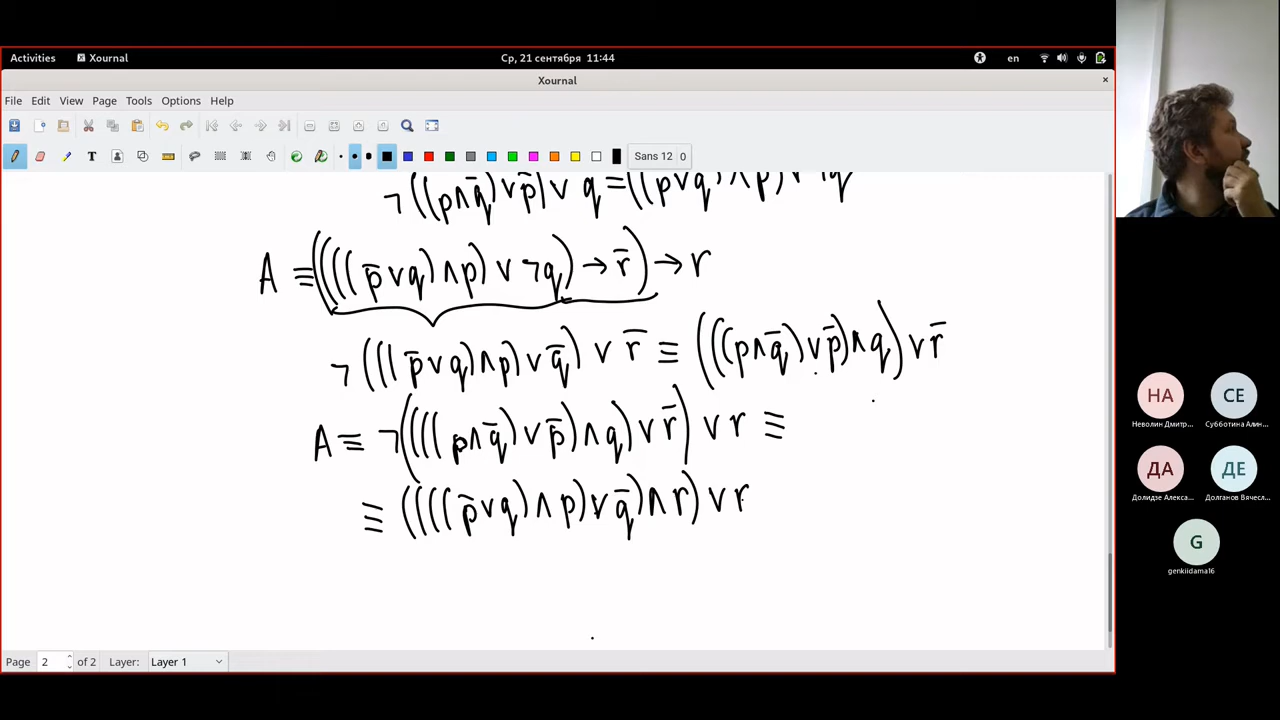 Activities Xournal Ср, 21 сентября 11:44 en
Xournal ×
File Edit View Page Tools Options Help
T Sans 12 0
¬((p∧q̄)∨p̄)∨ q ≡((p∨q)∧p)∨¬q
A ≡((((p̄∨q)∧p)∨¬q)→r̄)→r
¬(((p̄∨q)∧p)∨q̄)∨ r̄ ≡ (((p∧q̄)∨p̄)∧q)∨r̄
A ≡ ¬((((p∧q̄)∨p̄)∧q)∨r̄)∨ r ≡
≡ ((((p̄∨q)∧p)∨q̄)∧r)∨r
НА СЕ
Неволин Дмитр... Субботина Алин...
ДА ДЕ
Долидзе Алекса... Долганов Вячесл...
G
genkiidama16
Page 2 of 2 Layer: Layer 1